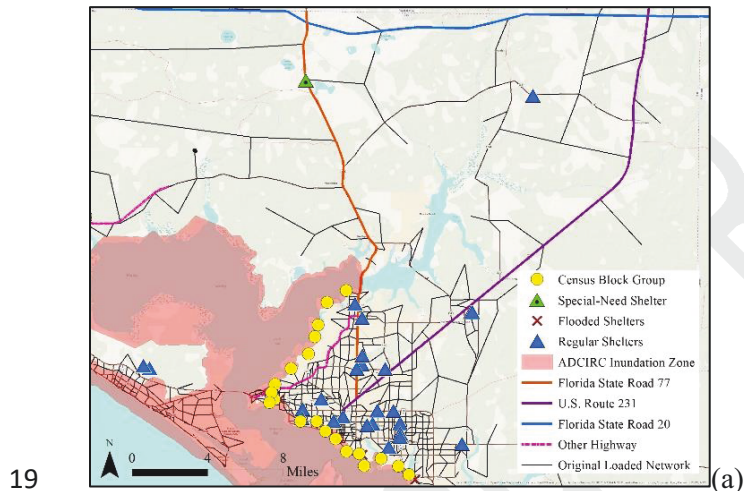 Census Block Group
Special-Need Shelter
Flooded Shelters
Regular Shelters
ADCIRC Inundation Zone
Florida State Road 77
U.S. Route 231
Florida State Road 20
Other Highway
Original Loaded Network
N
0 4 8
Miles
19
(a)